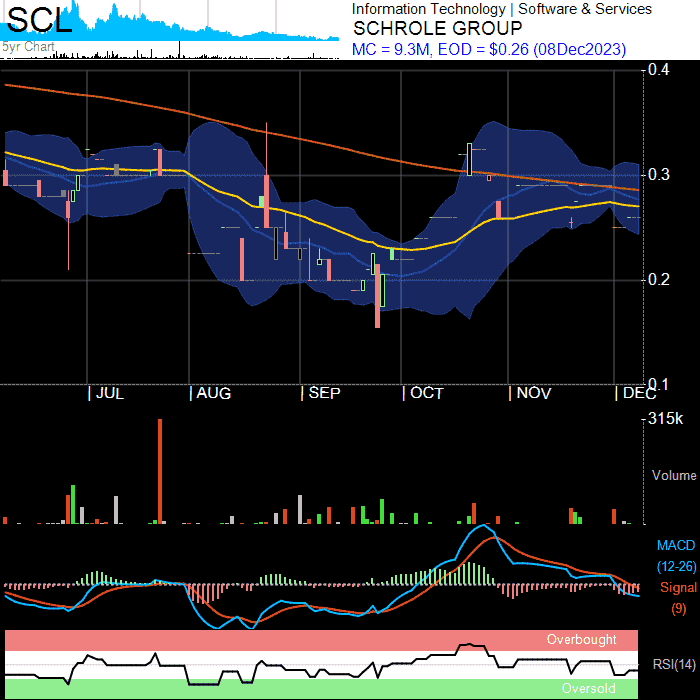 SCL
5yr Chart
Information Technology | Software & Services
SCHROLE GROUP
MC = 9.3M, EOD = $0.26 (08Dec2023)
0.4
0.3
0.2
0.1
| JUL | AUG | SEP | OCT | NOV | DEC
315k
Volume
MACD
(12-26)
Signal
(9)
Overbought
RSI(14)
Oversold